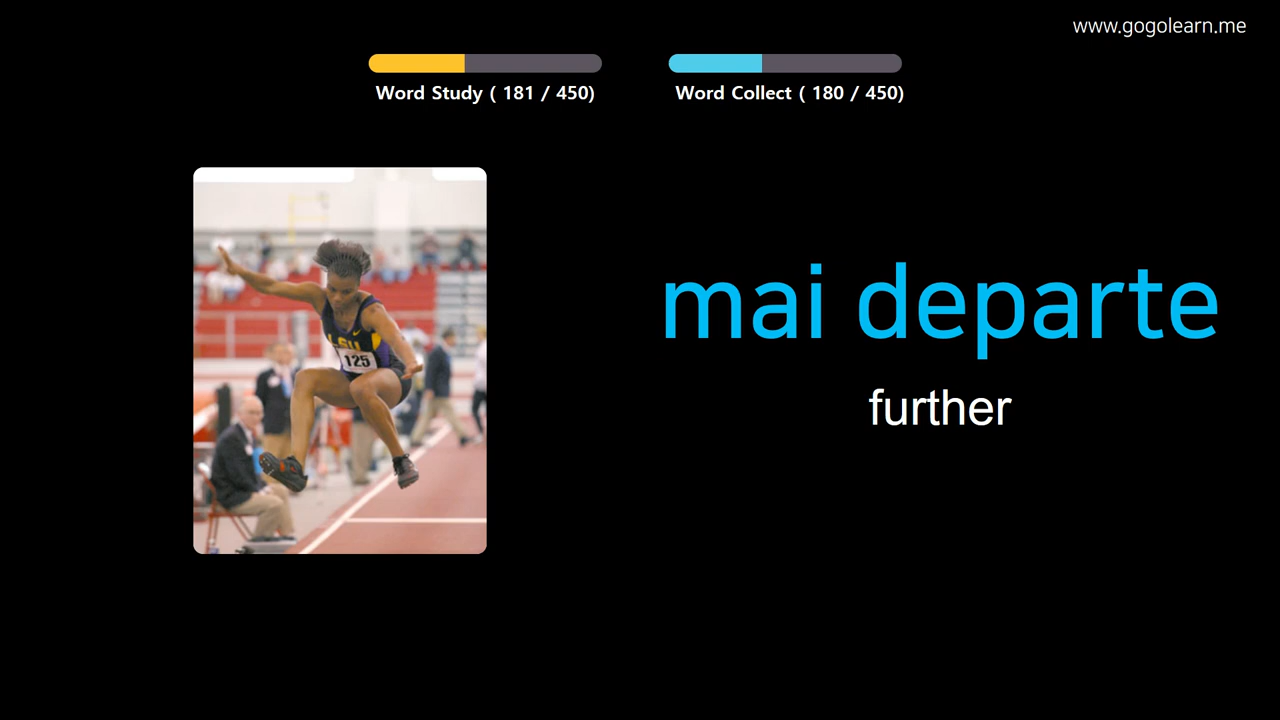 www.gogolearn.me
Word Study ( 181 / 450)
Word Collect ( 180 / 450)
LSU
125
mai departe
further